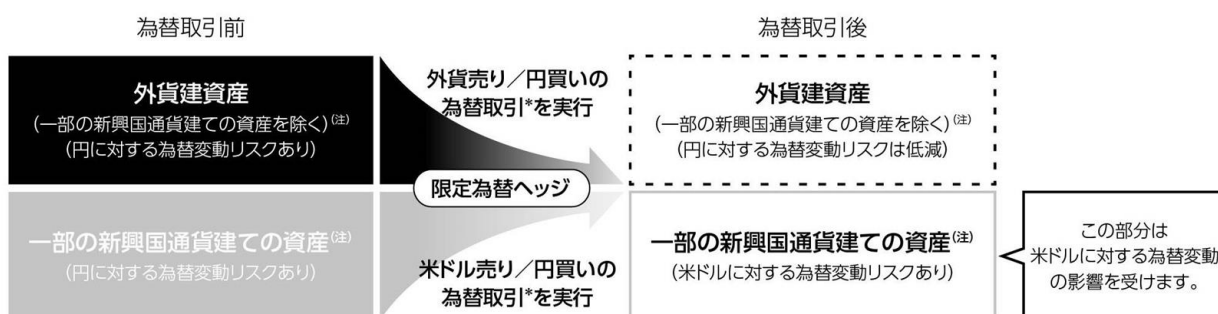 為替取引前
為替取引後
外貨建資産
(一部の新興国通貨建ての資産を除く)(注)
(円に対する為替変動リスクあり)
外貨売り／円買いの
為替取引*を実行
外貨建資産
(一部の新興国通貨建ての資産を除く)(注)
(円に対する為替変動リスクは低減)
限定為替ヘッジ
一部の新興国通貨建ての資産(注)
(円に対する為替変動リスクあり)
米ドル売り／円買いの
為替取引*を実行
一部の新興国通貨建ての資産(注)
(米ドルに対する為替変動リスクあり)
この部分は
米ドルに対する為替変動
の影響を受けます。